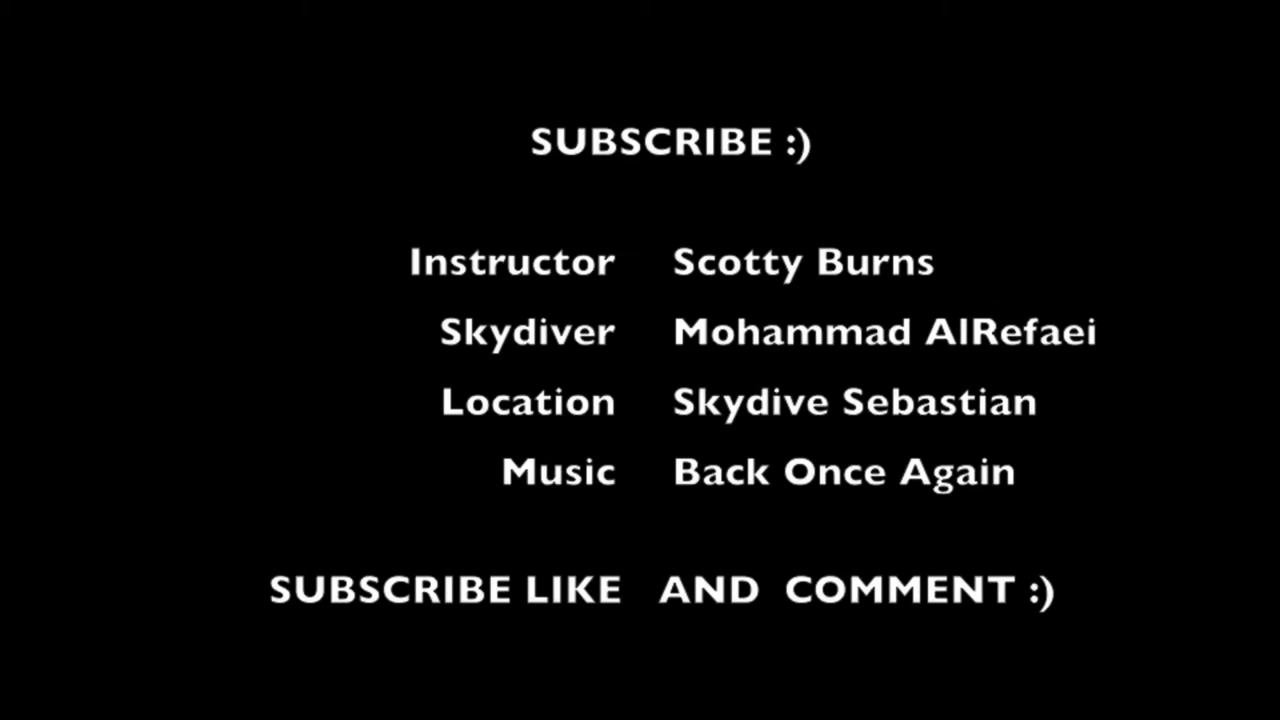 SUBSCRIBE :)
Instructor Scotty Burns
Skydiver Mohammad AlRefaei
Location Skydive Sebastian
Music Back Once Again
SUBSCRIBE LIKE AND COMMENT :)